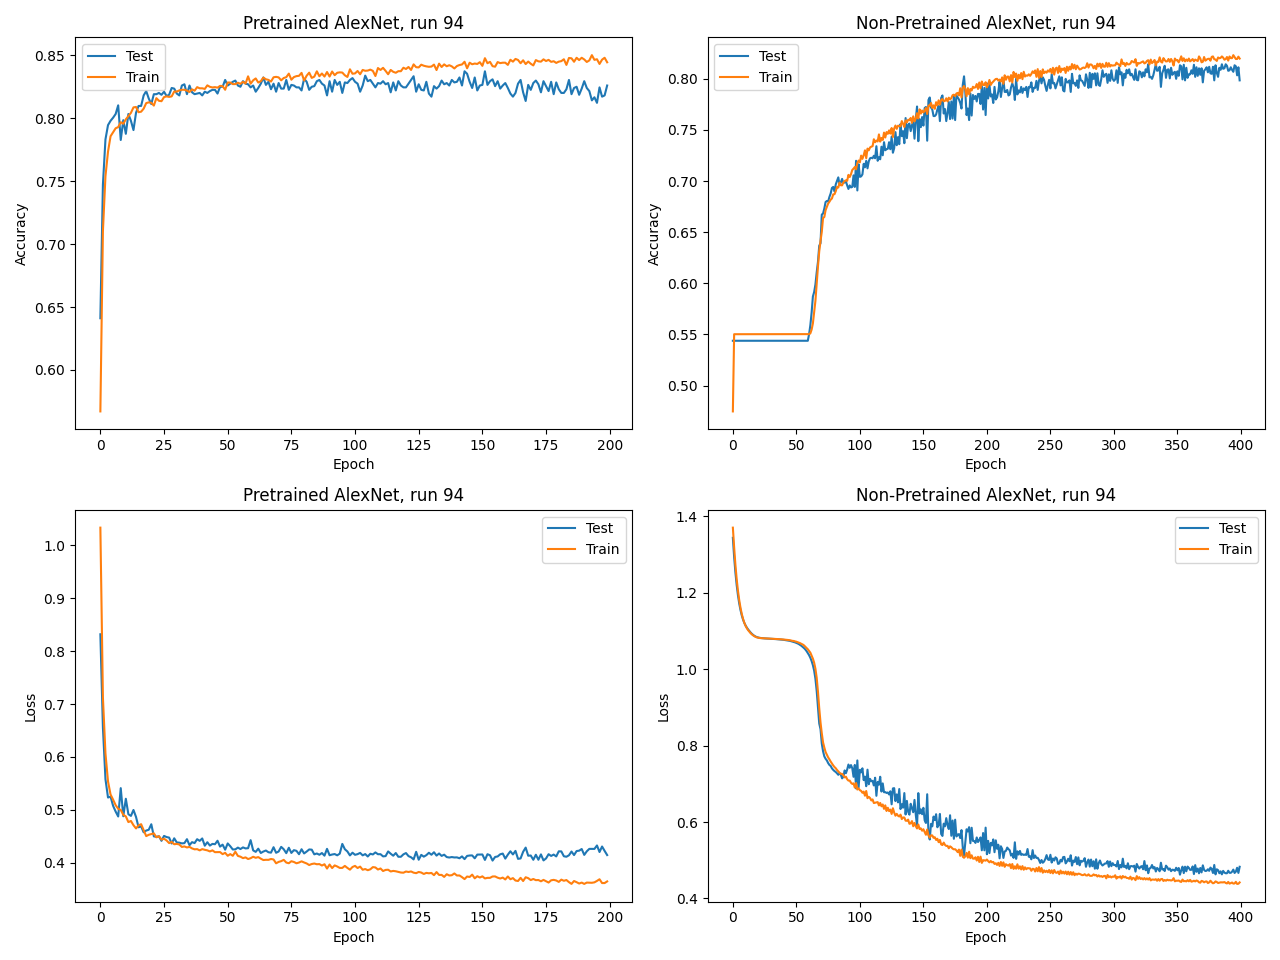 Pretrained AlexNet, run 94
Test
Train
0.85
0.80
0.75
0.70
0.65
0.60
Accuracy
0 25 50 75 100 125 150 175 200
Epoch
Non-Pretrained AlexNet, run 94
Test
Train
0.80
0.75
0.70
0.65
0.60
0.55
0.50
Accuracy
0 50 100 150 200 250 300 350 400
Epoch
Pretrained AlexNet, run 94
Test
Train
1.0
0.9
0.8
0.7
0.6
0.5
0.4
Loss
0 25 50 75 100 125 150 175 200
Epoch
Non-Pretrained AlexNet, run 94
Test
Train
1.4
1.2
1.0
0.8
0.6
0.4
Loss
0 50 100 150 200 250 300 350 400
Epoch